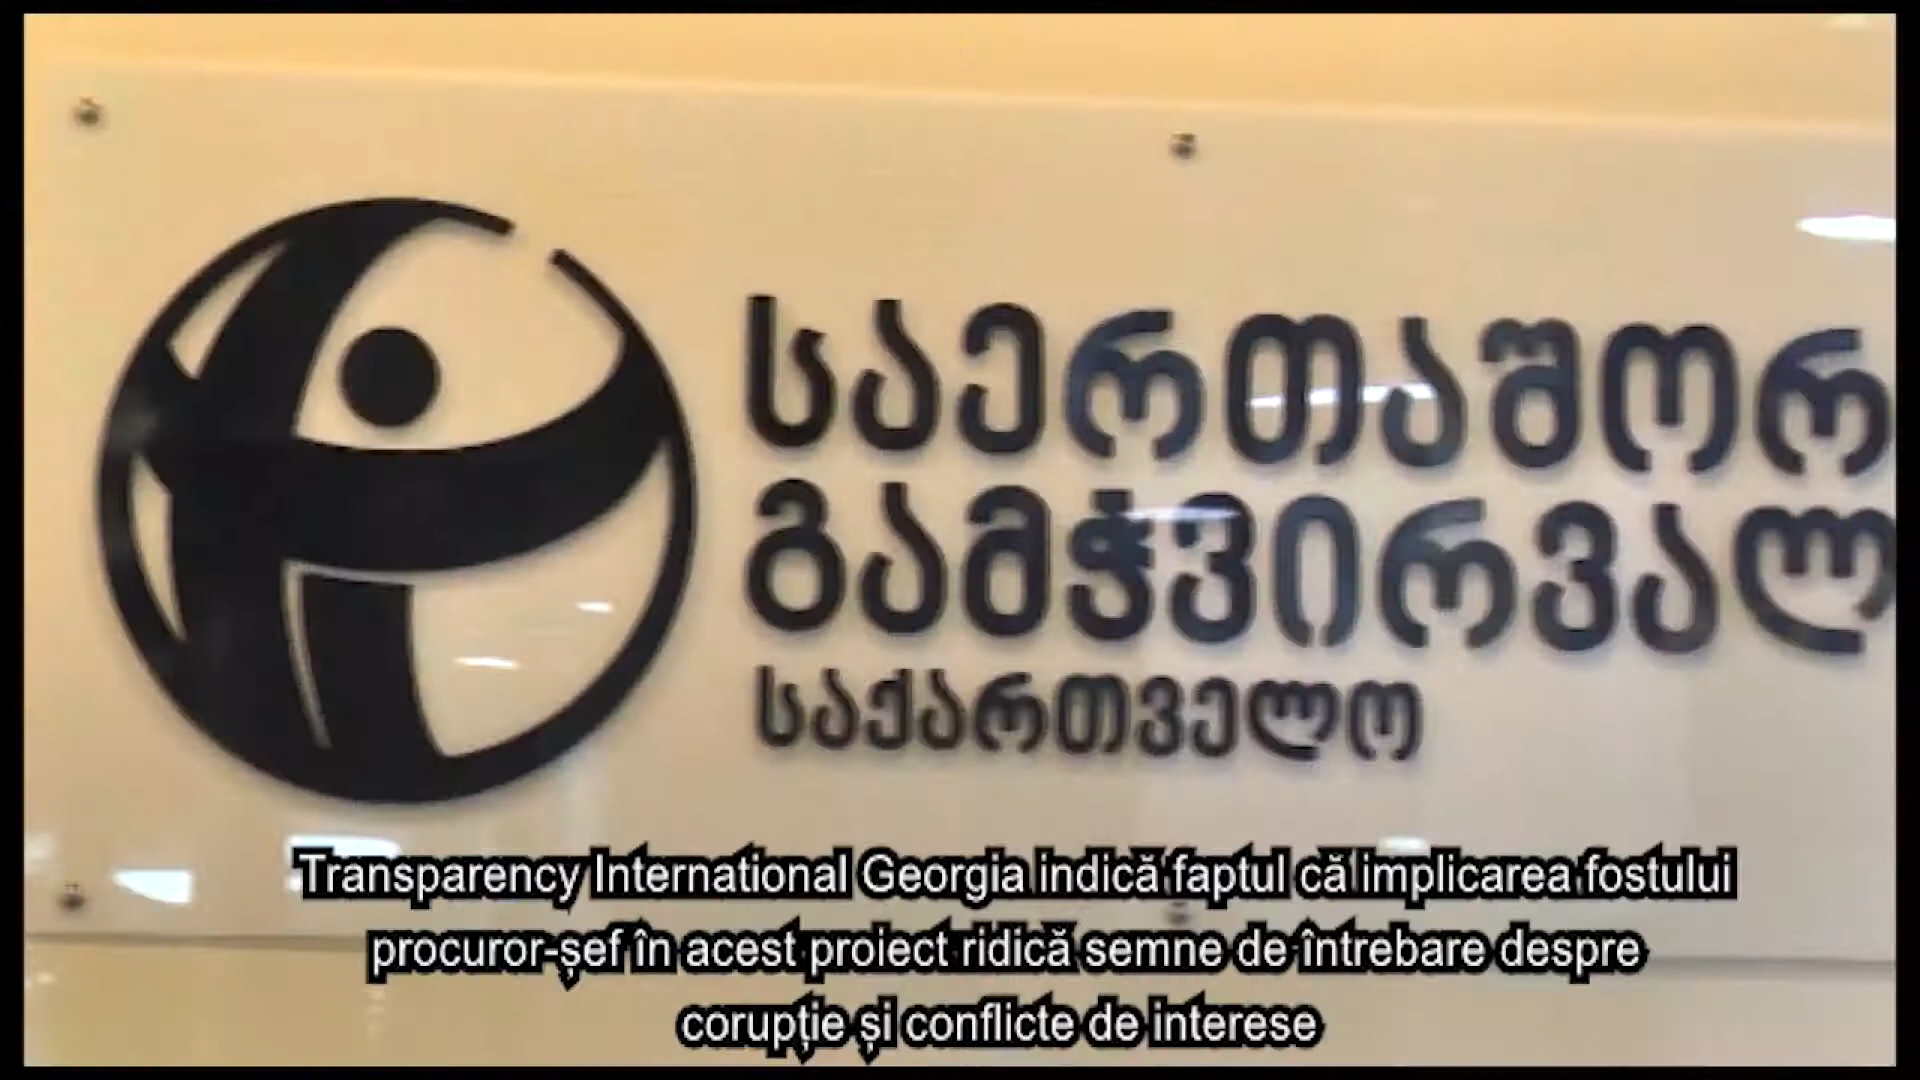 საერთაშორ
გამჭვირვალ
საქართველო
Transparency International Georgia indică faptul că implicarea fostului
procuror-șef în acest proiect ridică semne de întrebare despre
corupție și conflicte de interese